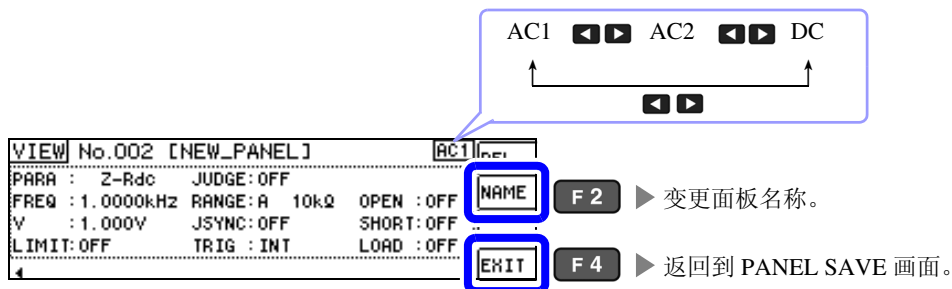 AC1 AC2 DC
VIEW No.002 [NEW_PANEL] AC1
PARA : Z-Rdc JUDGE:OFF
FREQ :1.0000kHz RANGE:A 10kΩ OPEN :OFF
V :1.000V JSYNC:OFF SHORT:OFF
LIMIT:OFF TRIG :INT LOAD :OFF
NAME F 2 变更面板名称。
EXIT F 4 返回到 PANEL SAVE 画面。